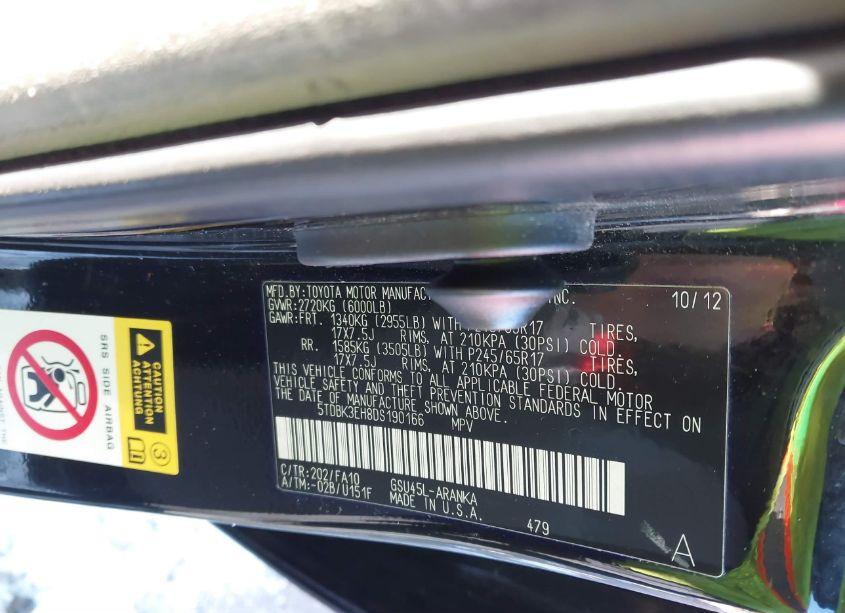 MFD.BY:TOYOTA MOTOR MANUFAC INC. 10/12
GVWR:2720KG (6000LB)
GAWR:FRT. 1340KG (2955LB) WITH P245/65R17 TIRES,
17X7.5J RIMS, AT 210KPA (30PSI) COLD.
RR. 1585KG (3505LB) WITH P245/65R17 TIRES,
17X7.5J RIMS, AT 210KPA (30PSI) COLD.
THIS VEHICLE CONFORMS TO ALL APPLICABLE FEDERAL MOTOR
VEHICLE SAFETY AND THEFT PREVENTION STANDARDS IN EFFECT ON
THE DATE OF MANUFACTURE SHOWN ABOVE.
5TDBK3EH8DS190166 MPV
C/TR:202/FA10 GSU45L-ARANKA
A/TM:-02B/U151F MADE IN U.S.A.
479
A
CAUTION
ATTENTION
ACHTUNG
3
SRS SIDE AIRBAG